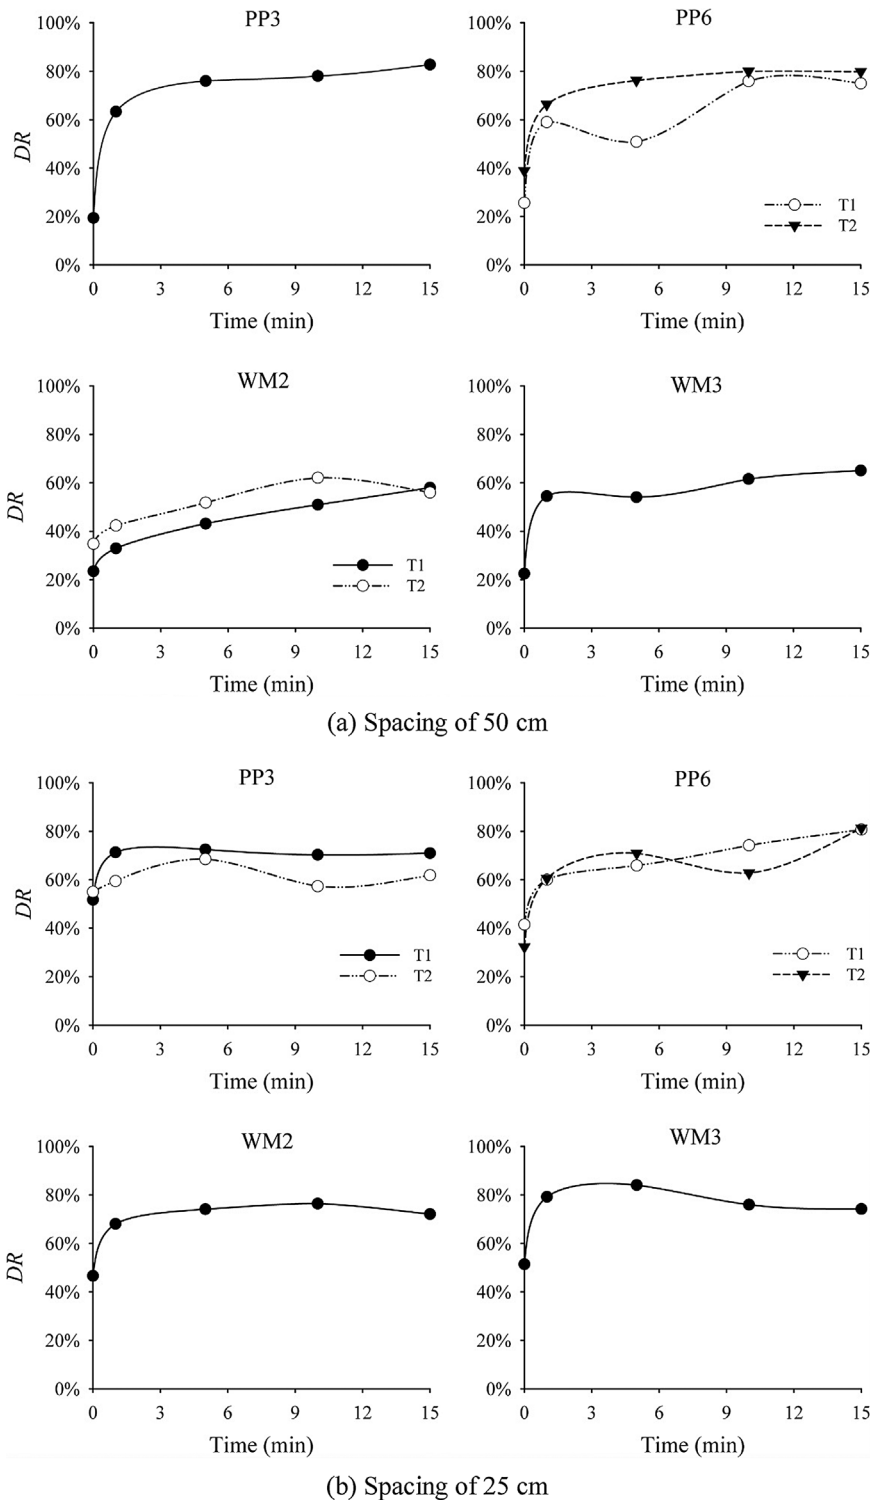 PP3
100%
80%
60%
40%
20%
0%
DR
0 3 6 9 12 15
Time (min)
PP6
100%
80%
60%
40%
20%
0%
T1
T2
0 3 6 9 12 15
Time (min)
WM2
100%
80%
60%
40%
20%
0%
DR
T1
T2
0 3 6 9 12 15
Time (min)
WM3
100%
80%
60%
40%
20%
0%
0 3 6 9 12 15
Time (min)
(a) Spacing of 50 cm
PP3
100%
80%
60%
40%
20%
0%
DR
T1
T2
0 3 6 9 12 15
Time (min)
PP6
100%
80%
60%
40%
20%
0%
T1
T2
0 3 6 9 12 15
Time (min)
WM2
100%
80%
60%
40%
20%
0%
DR
0 3 6 9 12 15
Time (min)
WM3
100%
80%
60%
40%
20%
0%
0 3 6 9 12 15
Time (min)
(b) Spacing of 25 cm